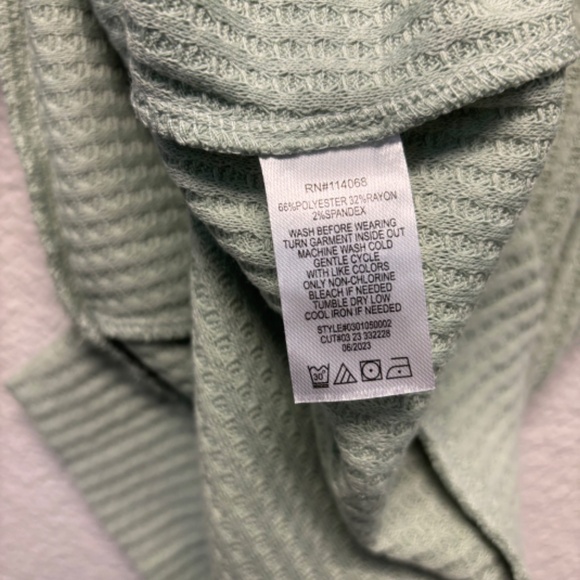 RN#114068
66%POLYESTER 32%RAYON
2%SPANDEX
WASH BEFORE WEARING
TURN GARMENT INSIDE OUT
MACHINE WASH COLD
GENTLE CYCLE
WITH LIKE COLORS
ONLY NON-CHLORINE
BLEACH IF NEEDED
TUMBLE DRY LOW
COOL IRON IF NEEDED
STYLE#0301050002
CUT#03 23 332228
06/2023
30°